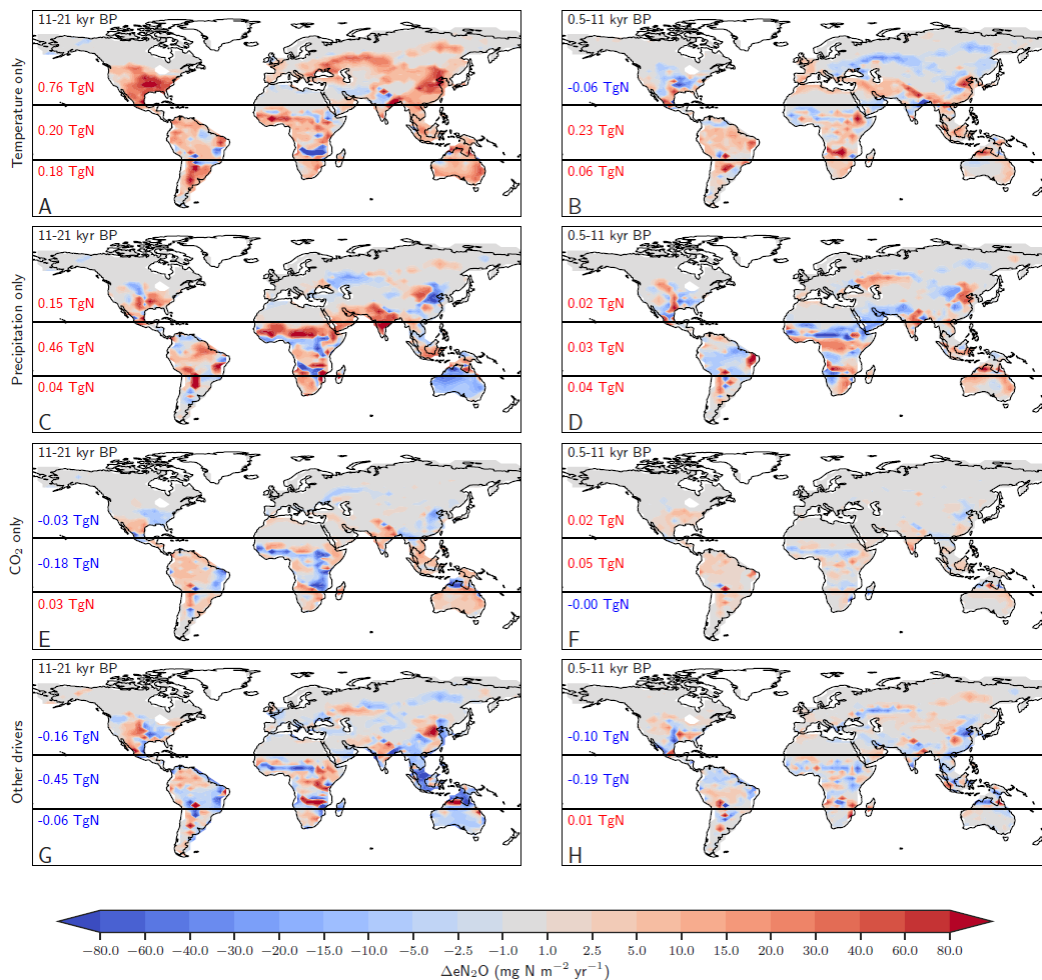 11-21 kyr BP
0.76 TgN
0.20 TgN
0.18 TgN
A
Temperature only
0.5-11 kyr BP
-0.06 TgN
0.23 TgN
0.06 TgN
B
11-21 kyr BP
0.15 TgN
0.46 TgN
0.04 TgN
C
Precipitation only
0.5-11 kyr BP
0.02 TgN
0.03 TgN
0.04 TgN
D
11-21 kyr BP
-0.03 TgN
-0.18 TgN
0.03 TgN
E
CO₂ only
0.5-11 kyr BP
0.02 TgN
0.05 TgN
-0.00 TgN
F
11-21 kyr BP
-0.16 TgN
-0.45 TgN
-0.06 TgN
G
Other drivers
0.5-11 kyr BP
-0.10 TgN
-0.19 TgN
0.01 TgN
H
−80.0 −60.0 −40.0 −30.0 −20.0 −15.0 −10.0 −5.0 −2.5 −1.0 1.0 2.5 5.0 10.0 15.0 20.0 30.0 40.0 60.0 80.0
ΔeN₂O (mg N m⁻² yr⁻¹)